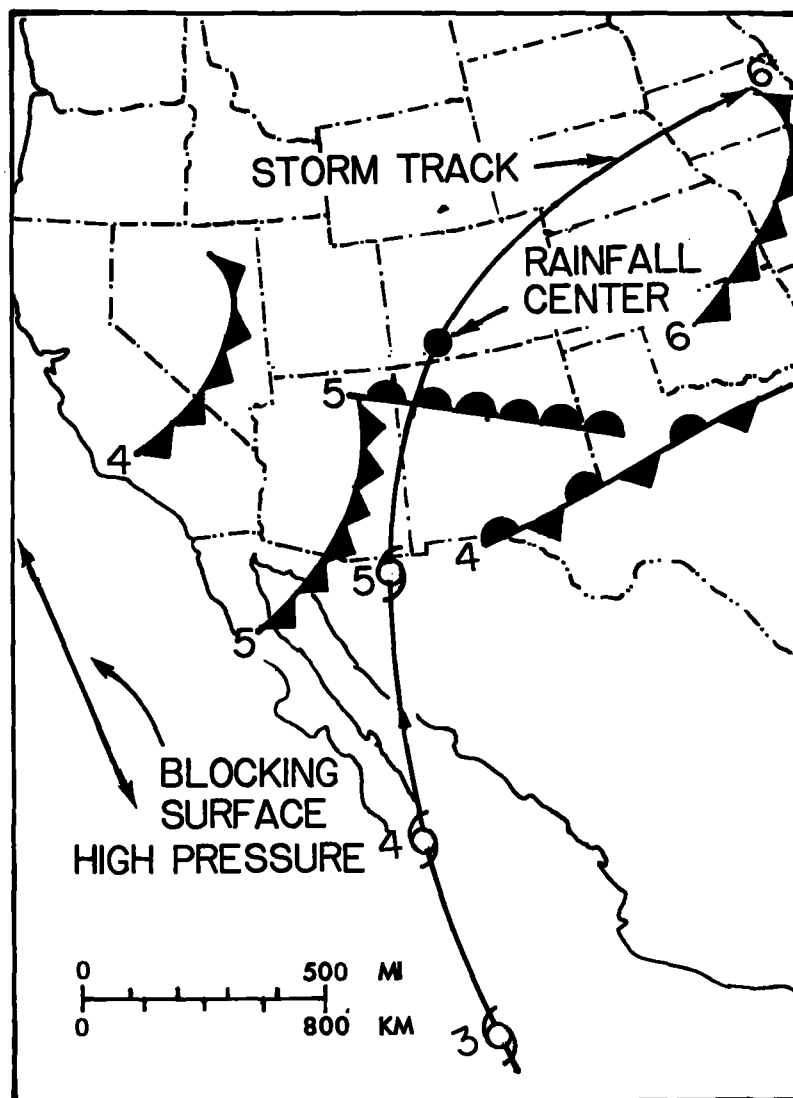 6
STORM TRACK
RAINFALL
CENTER
6
5
4
4
5
5
BLOCKING
SURFACE
HIGH PRESSURE
4
0 500 MI
0 800 KM
3